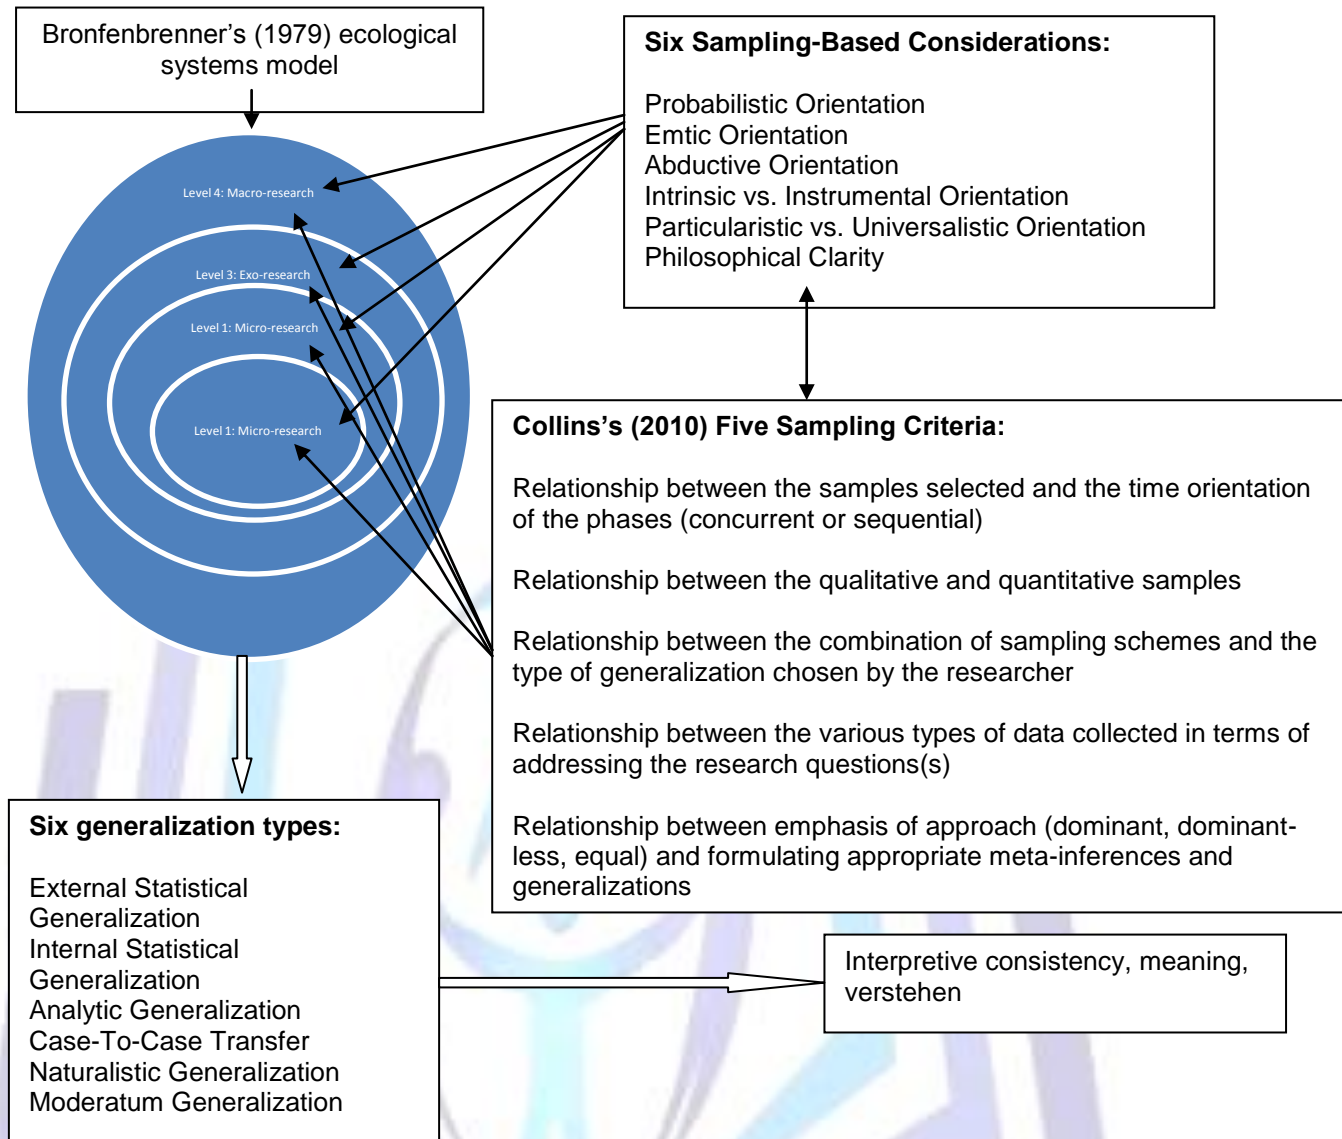 Bronfenbrenner's (1979) ecological
systems model
Six Sampling-Based Considerations:
Probabilistic Orientation
Emtic Orientation
Abductive Orientation
Intrinsic vs. Instrumental Orientation
Particularistic vs. Universalistic Orientation
Philosophical Clarity
Level 4: Macro-research
Level 3: Exo-research
Level 1: Micro-research
Level 1: Micro-research
Collins's (2010) Five Sampling Criteria:
Relationship between the samples selected and the time orientation
of the phases (concurrent or sequential)
Relationship between the qualitative and quantitative samples
Relationship between the combination of sampling schemes and the
type of generalization chosen by the researcher
Relationship between the various types of data collected in terms of
addressing the research questions(s)
Relationship between emphasis of approach (dominant, dominant-
less, equal) and formulating appropriate meta-inferences and
generalizations
Six generalization types:
External Statistical
Generalization
Internal Statistical
Generalization
Analytic Generalization
Case-To-Case Transfer
Naturalistic Generalization
Moderatum Generalization
Interpretive consistency, meaning,
verstehen